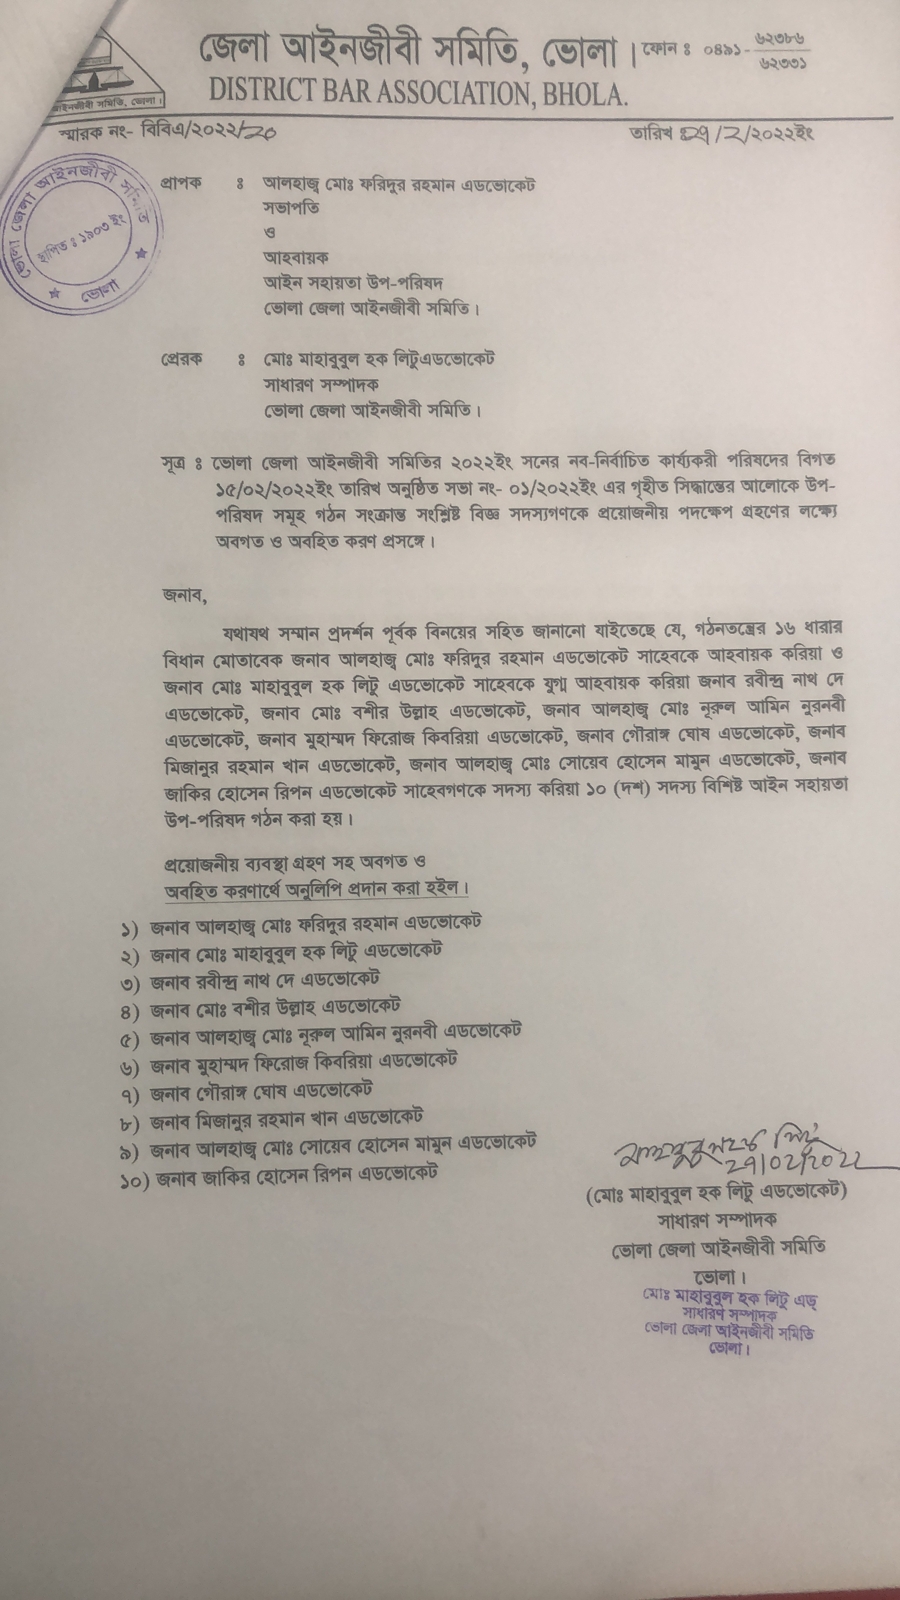 জেলা আইনজীবী সমিতি, ভোলা। ফোন ঃ ০৪৯১- ৬২৩৮৬
৬২৩৩১
DISTRICT BAR ASSOCIATION, BHOLA.
আইনজীবী সমিতি, ভোলা।
স্মারক নং- বিবিএ/২০২২/২০
তারিখ ঃ /২/২০২২ইং
ভোলা জেলা আইনজীবী সমিতি
স্থাপিত ঃ ১৯০৩ ইং
ভোলা
প্রাপক ঃ আলহাজ্ব মোঃ ফরিদুর রহমান এডভোকেট
সভাপতি
ও
আহবায়ক
আইন সহায়তা উপ-পরিষদ
ভোলা জেলা আইনজীবী সমিতি।
প্রেরক ঃ মোঃ মাহাবুবুল হক লিটুএডভোকেট
সাধারণ সম্পাদক
ভোলা জেলা আইনজীবী সমিতি।
সূত্র ঃ ভোলা জেলা আইনজীবী সমিতির ২০২২ইং সনের নব-নির্বাচিত কার্য্যকরী পরিষদের বিগত
১৫/০২/২০২২ইং তারিখ অনুষ্ঠিত সভা নং- ০১/২০২২ইং এর গৃহীত সিদ্ধান্তের আলোকে উপ-
পরিষদ সমূহ গঠন সংক্রান্ত সংশ্লিষ্ট বিজ্ঞ সদস্যগণকে প্রয়োজনীয় পদক্ষেপ গ্রহণের লক্ষ্যে
অবগত ও অবহিত করণ প্রসঙ্গে।
জনাব,
যথাযথ সম্মান প্রদর্শন পূর্বক বিনয়ের সহিত জানানো যাইতেছে যে, গঠনতন্ত্রের ১৬ ধারার
বিধান মোতাবেক জনাব আলহাজ্ব মোঃ ফরিদুর রহমান এডভোকেট সাহেবকে আহবায়ক করিয়া ও
জনাব মোঃ মাহাবুবুল হক লিটু এডভোকেট সাহেবকে যুগ্ম আহবায়ক করিয়া জনাব রবীন্দ্র নাথ দে
এডভোকেট, জনাব মোঃ বশীর উল্লাহ এডভোকেট, জনাব আলহাজ্ব মোঃ নূরুল আমিন নুরনবী
এডভোকেট, জনাব মুহাম্মদ ফিরোজ কিবরিয়া এডভোকেট, জনাব গৌরাঙ্গ ঘোষ এডভোকেট, জনাব
মিজানুর রহমান খান এডভোকেট, জনাব আলহাজ্ব মোঃ সোয়েব হোসেন মামুন এডভোকেট, জনাব
জাকির হোসেন রিপন এডভোকেট সাহেবগণকে সদস্য করিয়া ১০ (দশ) সদস্য বিশিষ্ট আইন সহায়তা
উপ-পরিষদ গঠন করা হয়।
প্রয়োজনীয় ব্যবস্থা গ্রহণ সহ অবগত ও
অবহিত করণার্থে অনুলিপি প্রদান করা হইল।
১) জনাব আলহাজ্ব মোঃ ফরিদুর রহমান এডভোকেট
২) জনাব মোঃ মাহাবুবুল হক লিটু এডভোকেট
৩) জনাব রবীন্দ্র নাথ দে এডভোকেট
৪) জনাব মোঃ বশীর উল্লাহ এডভোকেট
৫) জনাব আলহাজ্ব মোঃ নূরুল আমিন নুরনবী এডভোকেট
৬) জনাব মুহাম্মদ ফিরোজ কিবরিয়া এডভোকেট
৭) জনাব গৌরাঙ্গ ঘোষ এডভোকেট
৮) জনাব মিজানুর রহমান খান এডভোকেট
৯) জনাব আলহাজ্ব মোঃ সোয়েব হোসেন মামুন এডভোকেট
১০) জনাব জাকির হোসেন রিপন এডভোকেট
(মোঃ মাহাবুবুল হক লিটু এডভোকেট)
সাধারণ সম্পাদক
ভোলা জেলা আইনজীবী সমিতি
ভোলা।
মোঃ মাহাবুবুল হক লিটু এড্
সাধারণ সম্পাদক
ভোলা জেলা আইনজীবী সমিতি
ভোলা।